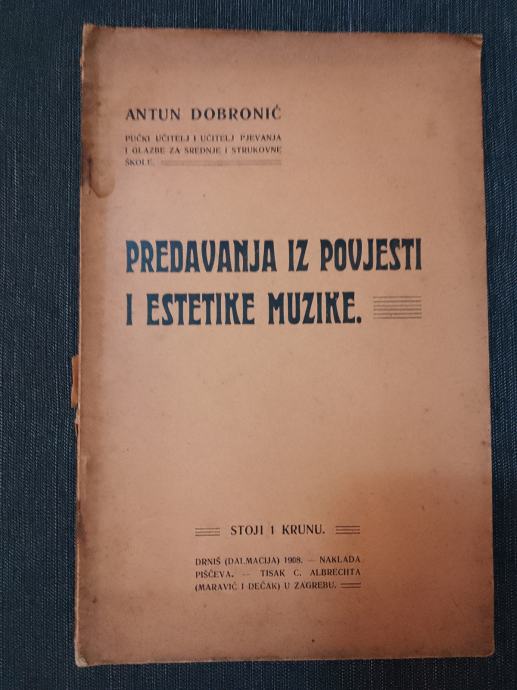 ANTUN DOBRONIĆ
PUČKI UČITELJ I UČITELJ PJEVANJA
I GLAZBE ZA SREDNJE I STRUKOVNE
ŠKOLE.
PREDAVANJA IZ POVJESTI
I ESTETIKE MUZIKE.
STOJI 1 KRUNU.
DRNIŠ (DALMACIJA) 1908. — NAKLADA
PIŠČEVA. — TISAK C. ALBRECHTA
(MARAVIĆ I DEČAK) U ZAGREBU.